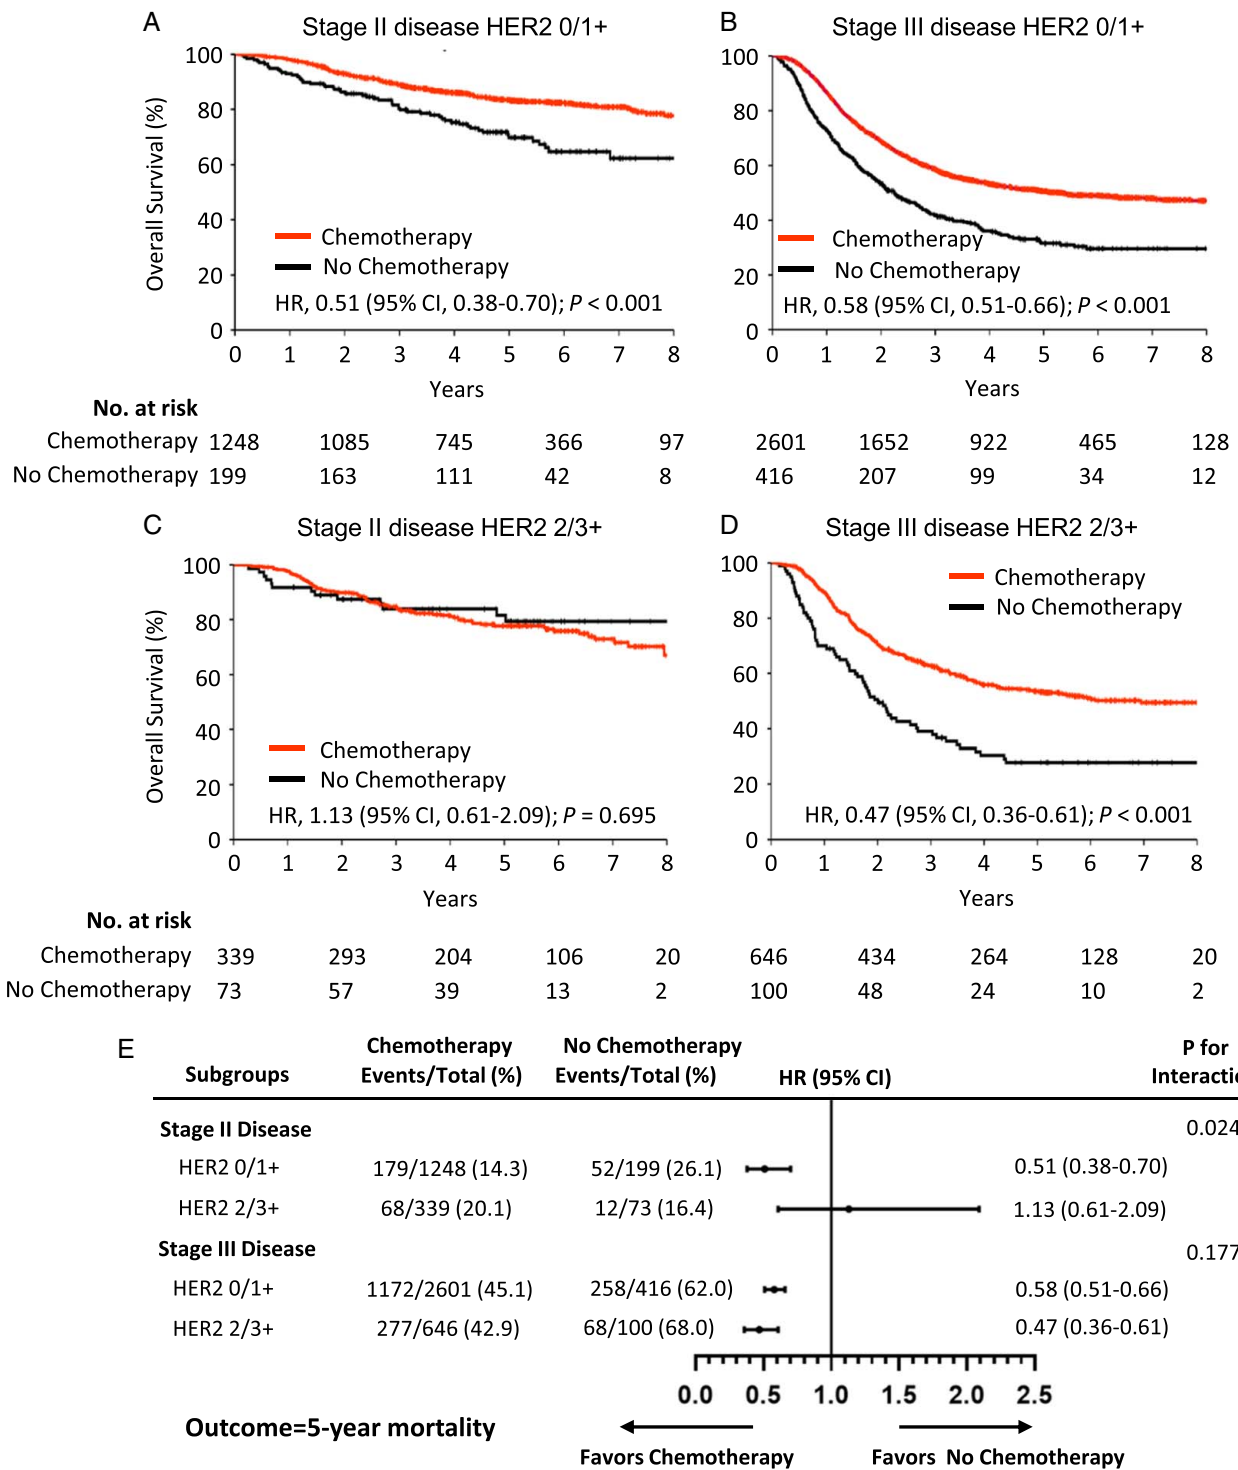 A
Stage II disease HER2 0/1+
Overall Survival (%)
100
80
60
40
20
0
Chemotherapy
No Chemotherapy
HR, 0.51 (95% CI, 0.38-0.70); P < 0.001
0 1 2 3 4 5 6 7 8
Years
B
Stage III disease HER2 0/1+
100
80
60
40
20
0
Chemotherapy
No Chemotherapy
HR, 0.58 (95% CI, 0.51-0.66); P < 0.001
0 1 2 3 4 5 6 7 8
Years
No. at risk
Chemotherapy 1248 1085 745 366 97 2601 1652 922 465 128
No Chemotherapy 199 163 111 42 8 416 207 99 34 12
C
Stage II disease HER2 2/3+
Overall Survival (%)
100
80
60
40
20
0
Chemotherapy
No Chemotherapy
HR, 1.13 (95% CI, 0.61-2.09); P = 0.695
0 1 2 3 4 5 6 7 8
Years
D
Stage III disease HER2 2/3+
100
80
60
40
20
0
Chemotherapy
No Chemotherapy
HR, 0.47 (95% CI, 0.36-0.61); P < 0.001
0 1 2 3 4 5 6 7 8
Years
No. at risk
Chemotherapy 339 293 204 106 20 646 434 264 128 20
No Chemotherapy 73 57 39 13 2 100 48 24 10 2
E
Chemotherapy No Chemotherapy P for
Subgroups Events/Total (%) Events/Total (%) HR (95% CI) Interactio
Stage II Disease 0.024
HER2 0/1+ 179/1248 (14.3) 52/199 (26.1) 0.51 (0.38-0.70)
HER2 2/3+ 68/339 (20.1) 12/73 (16.4) 1.13 (0.61-2.09)
Stage III Disease 0.177
HER2 0/1+ 1172/2601 (45.1) 258/416 (62.0) 0.58 (0.51-0.66)
HER2 2/3+ 277/646 (42.9) 68/100 (68.0) 0.47 (0.36-0.61)
0.0 0.5 1.0 1.5 2.0 2.5
Outcome=5-year mortality
Favors Chemotherapy Favors No Chemotherapy